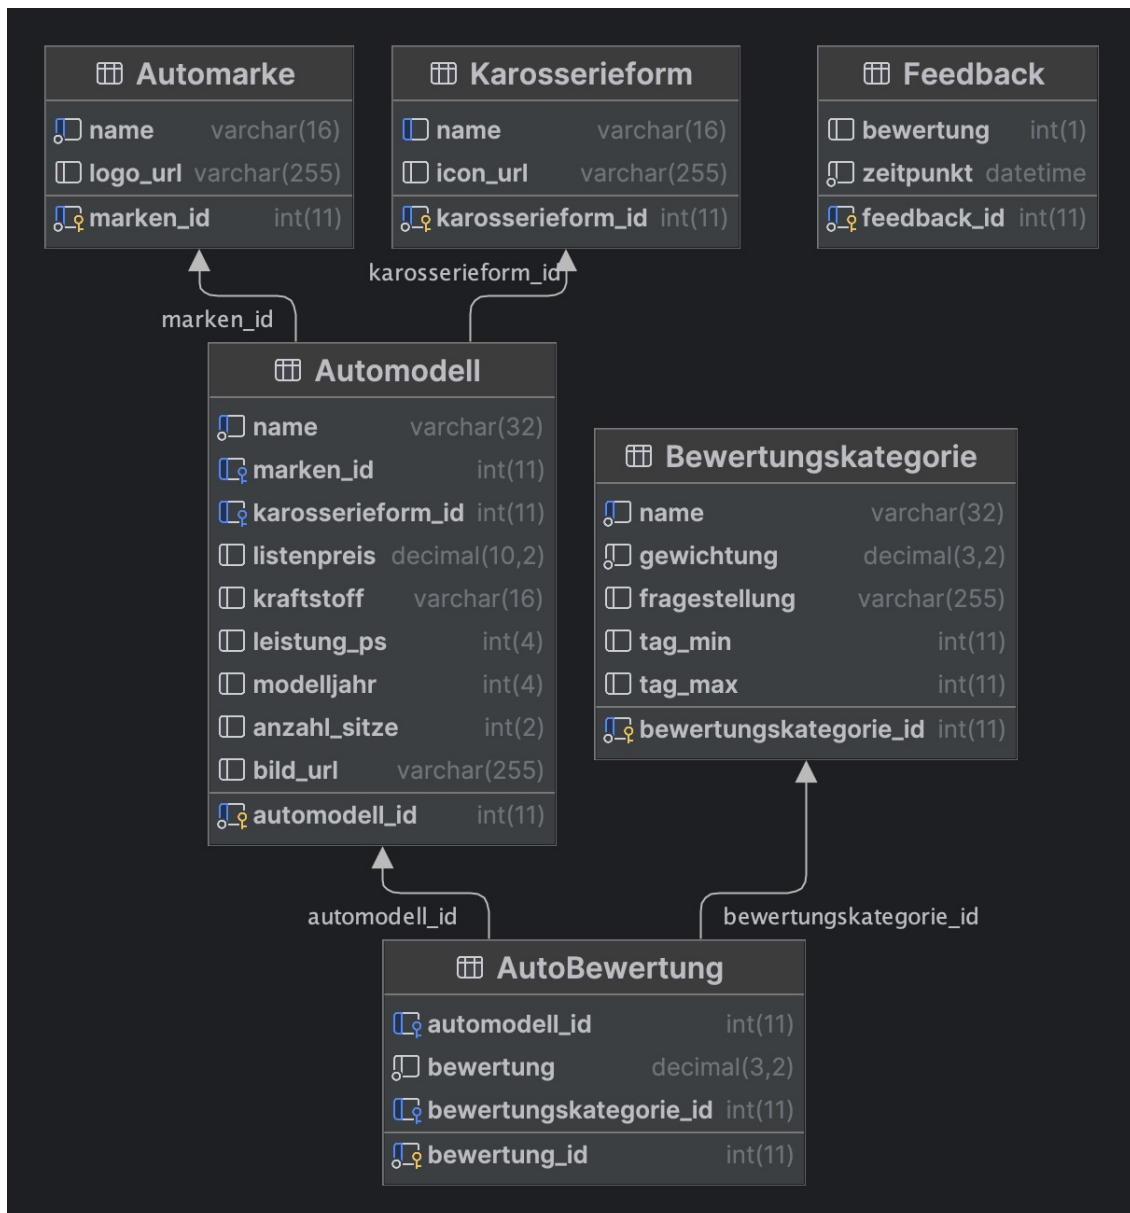 Automarke
name varchar(16)
logo_url varchar(255)
marken_id int(11)
Karosserieform
name varchar(16)
icon_url varchar(255)
karosserieform_id int(11)
Feedback
bewertung int(1)
zeitpunkt datetime
feedback_id int(11)
karosserieform_id
marken_id
Automodell
name varchar(32)
marken_id int(11)
karosserieform_id int(11)
listenpreis decimal(10,2)
kraftstoff varchar(16)
leistung_ps int(4)
modelljahr int(4)
anzahl_sitze int(2)
bild_url varchar(255)
automodell_id int(11)
Bewertungskategorie
name varchar(32)
gewichtung decimal(3,2)
fragestellung varchar(255)
tag_min int(11)
tag_max int(11)
bewertungskategorie_id int(11)
automodell_id
bewertungskategorie_id
AutoBewertung
automodell_id int(11)
bewertung decimal(3,2)
bewertungskategorie_id int(11)
bewertung_id int(11)